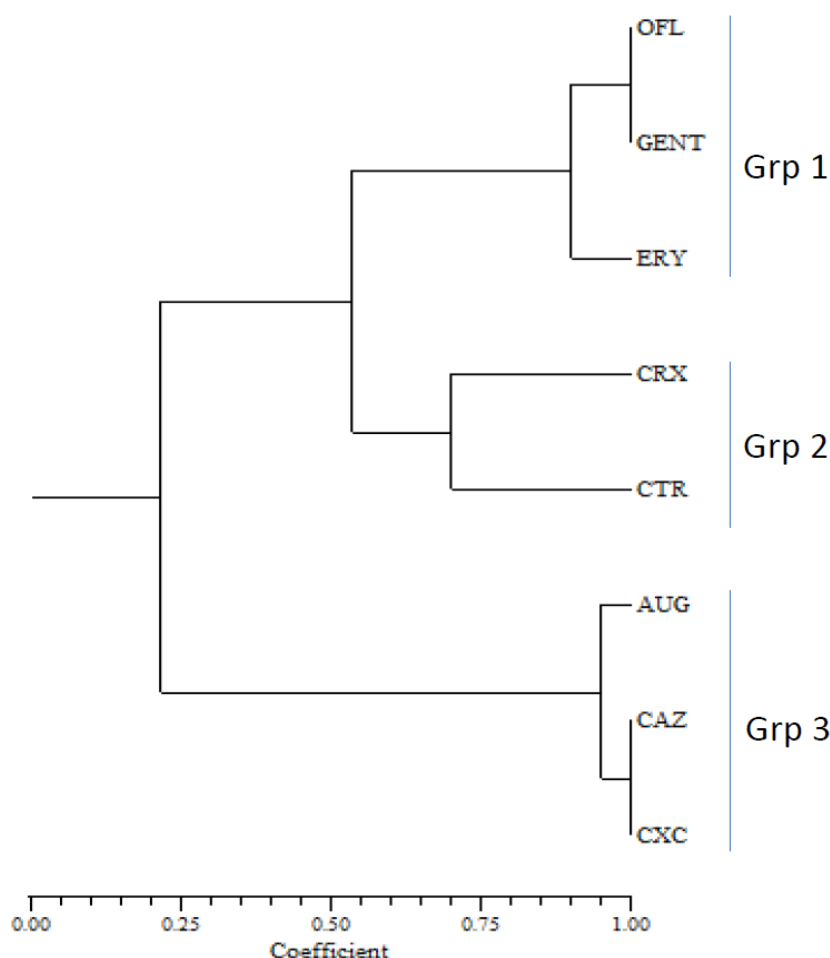 OFL
GENT
Grp 1
ERY
CRX
Grp 2
CTR
AUG
CAZ
Grp 3
CXC
0.00 0.25 0.50 0.75 1.00
Coefficient